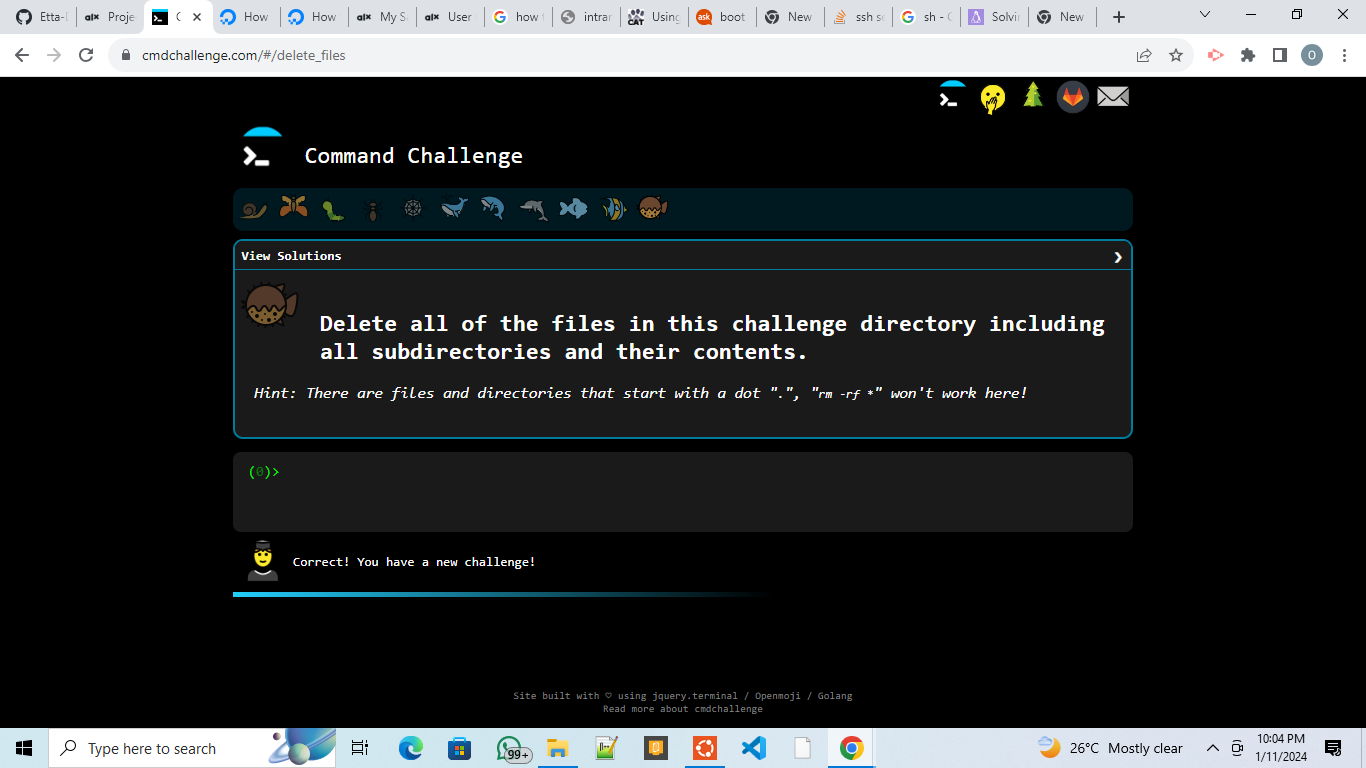 Etta-
Proje
C
How
How
My S
User
how
intra
Using
boot
New
ssh se
sh - G
Solvi
New
cmdchallenge.com/#/delete_files
O
Command Challenge
View Solutions
Delete all of the files in this challenge directory including
all subdirectories and their contents.
Hint: There are files and directories that start with a dot ".", "rm -rf *" won't work here!
(0)>
Correct! You have a new challenge!
Site built with ♡ using jquery.terminal / Openmoji / Golang
Read more about cmdchallenge
Type here to search
99+
26°C Mostly clear
10:04 PM
1/11/2024